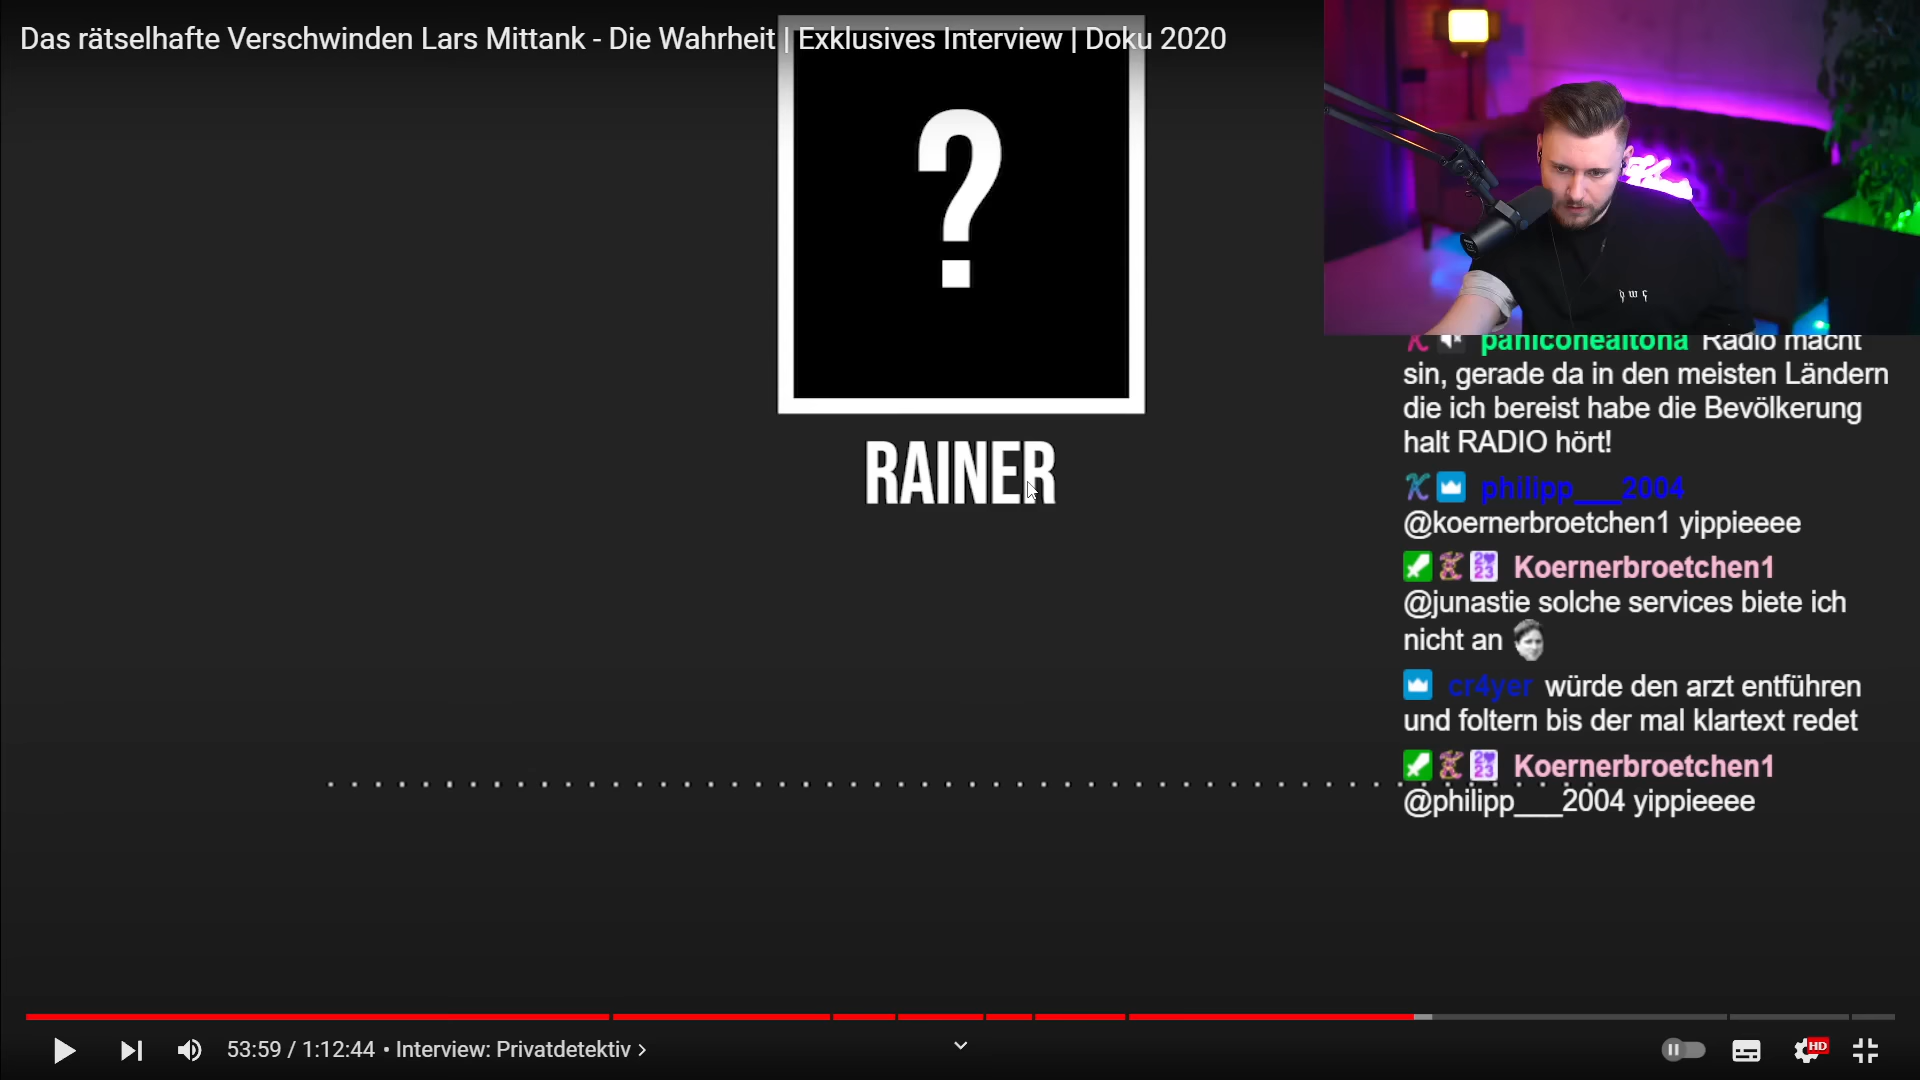 Das rätselhafte Verschwinden Lars Mittank - Die Wahrheit | Exklusives Interview | Doku 2020
?
RAINER
paniconealtona Radio macht
sin, gerade da in den meisten Ländern
die ich bereist habe die Bevölkerung
halt RADIO hört!
philipp___2004
@koernerbroetchen1 yippieeee
Koernerbroetchen1
@junastie solche services biete ich
nicht an
cr4yer würde den arzt entführen
und foltern bis der mal klartext redet
Koernerbroetchen1
@philipp___2004 yippieeee
53:59 / 1:12:44 • Interview: Privatdetektiv >
HD